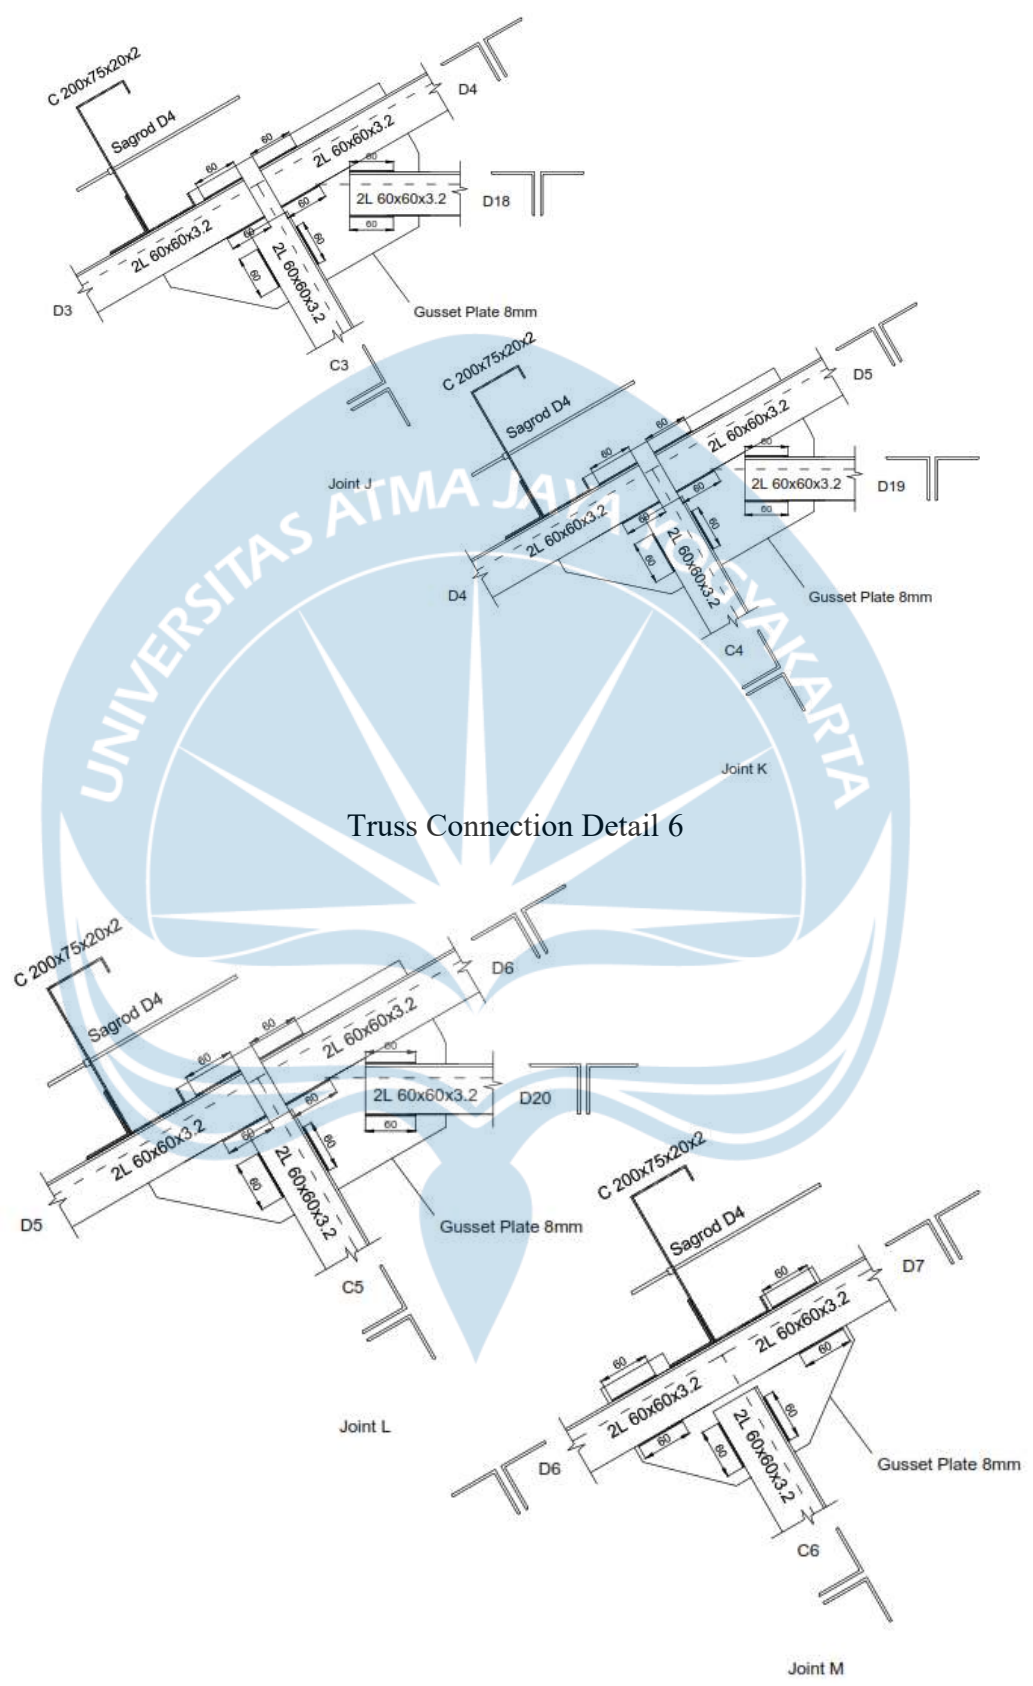 C 200x75x20x2
Sagrod D4
60
60
2L 60x60x3.2
D4
60
2L 60x60x3.2
D18
60
60
60
2L 60x60x3.2
60
60
2L 60x60x3.2
D3
Gusset Plate 8mm
C3
Joint J
C 200x75x20x2
Sagrod D4
60
60
2L 60x60x3.2
D5
60
2L 60x60x3.2
D19
60
60
60
2L 60x60x3.2
60
60
2L 60x60x3.2
D4
Gusset Plate 8mm
C4
Joint K
UNIVERSITAS ATMA JAYA YOGYAKARTA
Truss Connection Detail 6
C 200x75x20x2
Sagrod D4
60
60
2L 60x60x3.2
D6
60
2L 60x60x3.2
D20
60
60
60
2L 60x60x3.2
60
60
2L 60x60x3.2
D5
Gusset Plate 8mm
C5
Joint L
C 200x75x20x2
Sagrod D4
60
60
2L 60x60x3.2
D7
60
2L 60x60x3.2
60
60
60
2L 60x60x3.2
D6
Gusset Plate 8mm
C6
Joint M